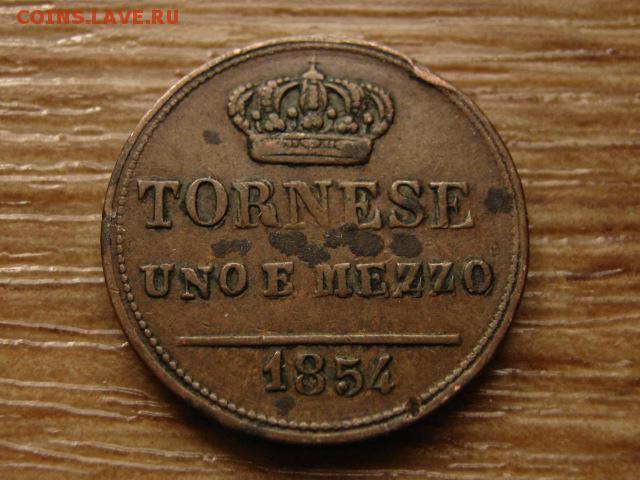 COINS.LAVE.RU
TORNESE
UNO E MEZZO
1854